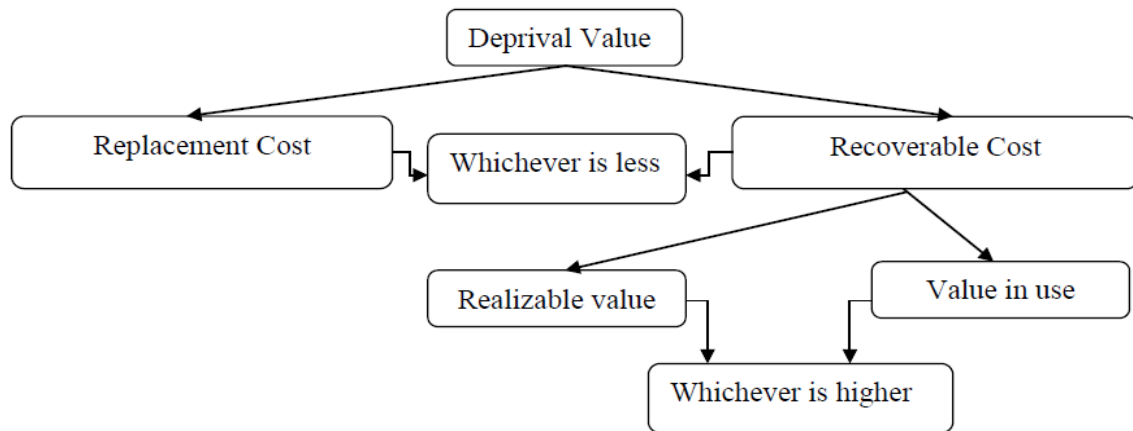 Deprival Value
Replacement Cost
Whichever is less
Recoverable Cost
Realizable value
Value in use
Whichever is higher